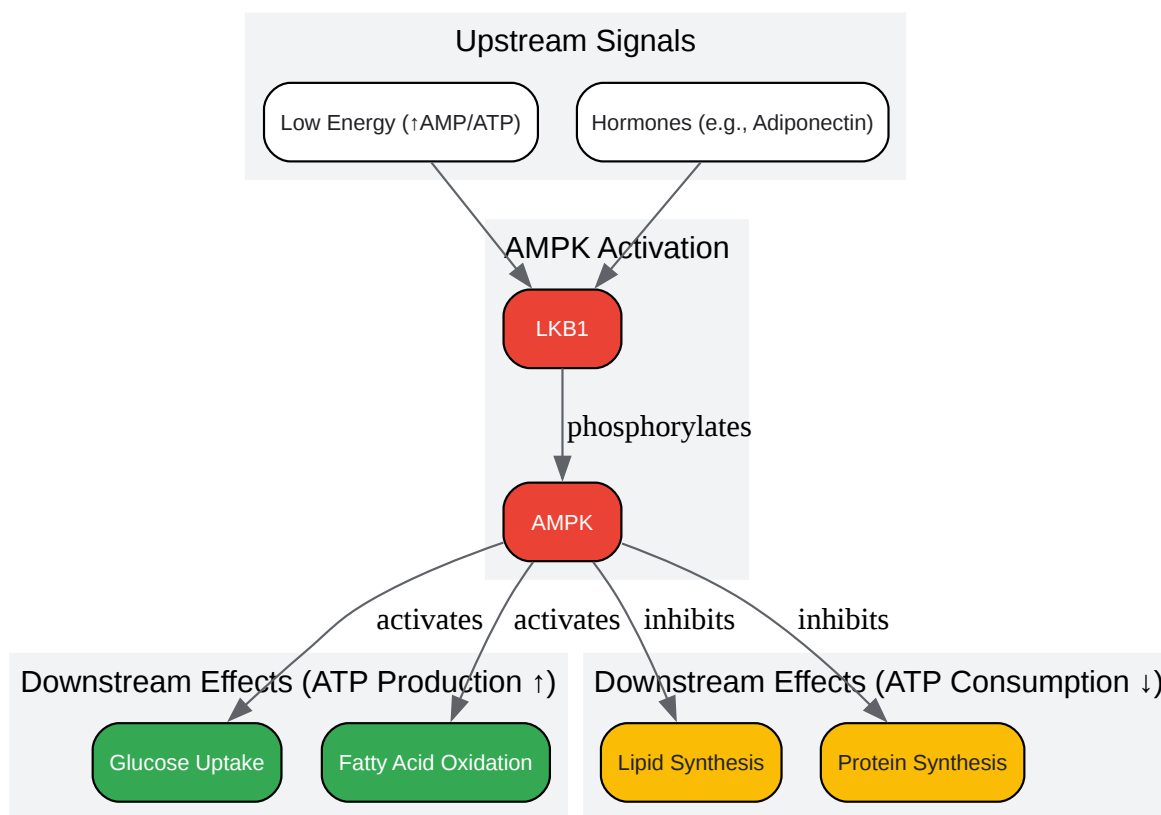 Upstream Signals
Low Energy (↑AMP/ATP)
Hormones (e.g., Adiponectin)
AMPK Activation
LKB1
phosphorylates
AMPK
activates
activates
inhibits
inhibits
Downstream Effects (ATP Production ↑)
Downstream Effects (ATP Consumption ↓)
Glucose Uptake
Fatty Acid Oxidation
Lipid Synthesis
Protein Synthesis